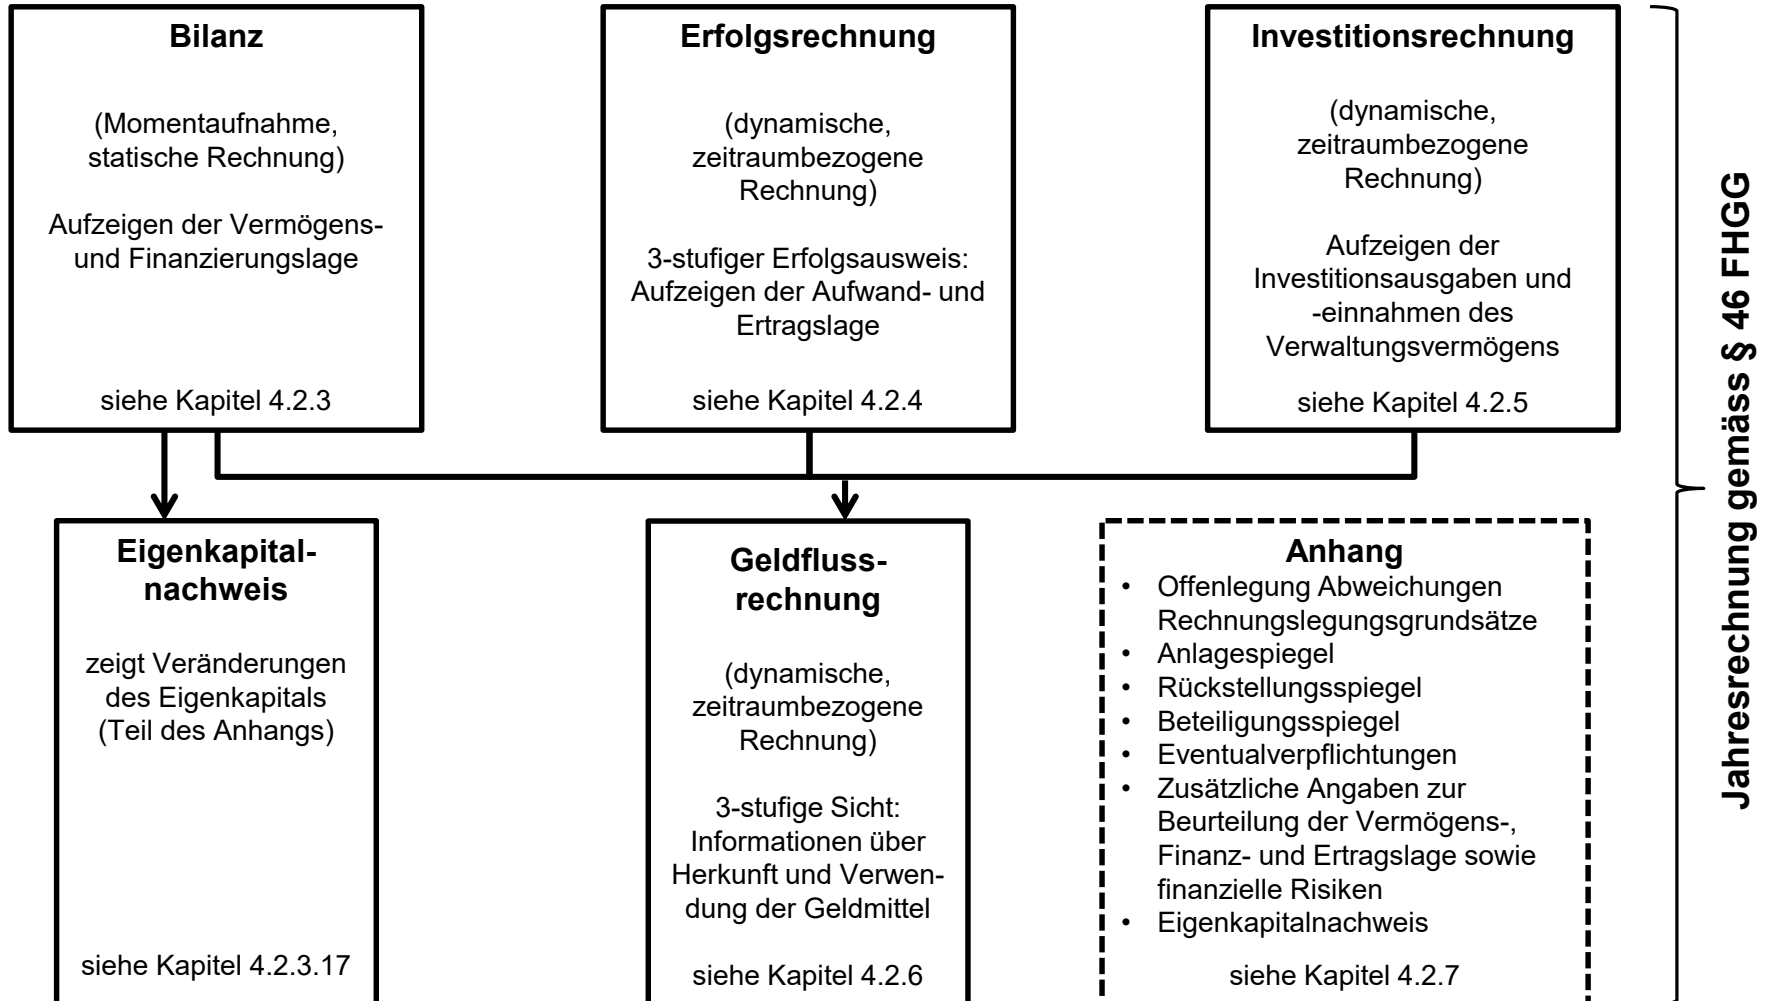 Bilanz
(Momentaufnahme,
statische Rechnung)
Aufzeigen der Vermögens-
und Finanzierungslage
siehe Kapitel 4.2.3
Erfolgsrechnung
(dynamische,
zeitraumbezogene
Rechnung)
3-stufiger Erfolgsausweis:
Aufzeigen der Aufwand- und
Ertragslage
siehe Kapitel 4.2.4
Investitionsrechnung
(dynamische,
zeitraumbezogene
Rechnung)
Aufzeigen der
Investitionsausgaben und
-einnahmen des
Verwaltungsvermögens
siehe Kapitel 4.2.5
Eigenkapital-
nachweis
zeigt Veränderungen
des Eigenkapitals
(Teil des Anhangs)
siehe Kapitel 4.2.3.17
Geldfluss-
rechnung
(dynamische,
zeitraumbezogene
Rechnung)
3-stufige Sicht:
Informationen über
Herkunft und Verwen-
dung der Geldmittel
siehe Kapitel 4.2.6
Anhang
• Offenlegung Abweichungen
Rechnungslegungsgrundsätze
• Anlagespiegel
• Rückstellungsspiegel
• Beteiligungsspiegel
• Eventualverpflichtungen
• Zusätzliche Angaben zur
Beurteilung der Vermögens-,
Finanz- und Ertragslage sowie
finanzielle Risiken
• Eigenkapitalnachweis
siehe Kapitel 4.2.7
Jahresrechnung gemäss § 46 FHGG